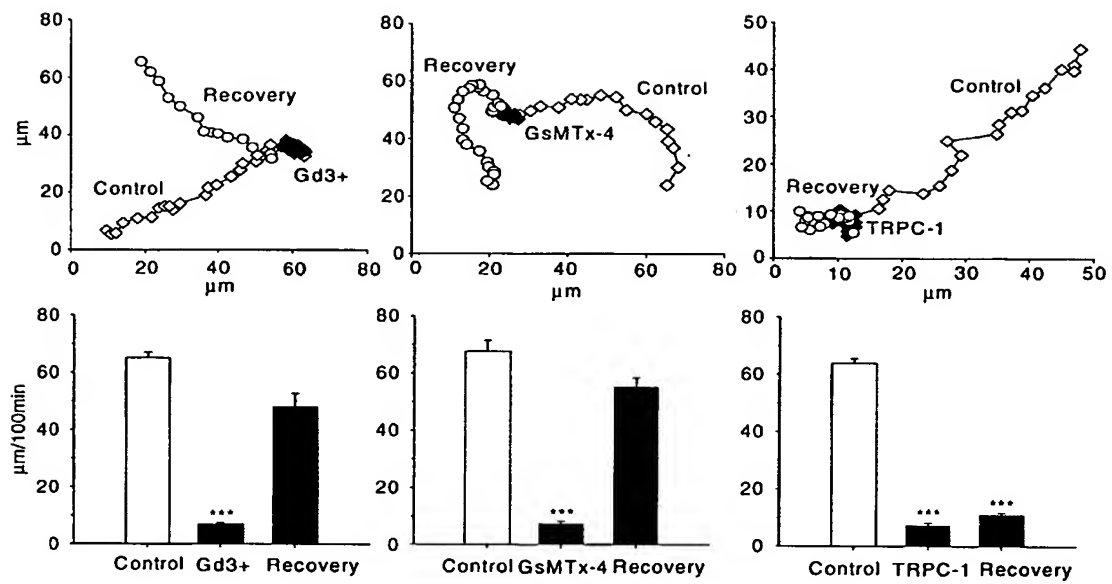 80
60
40
20
0
µm
Recovery
Control
Gd3+
0 20 40 60 80
µm
80
60
40
20
0
Recovery
Control
GsMTx-4
0 20 40 60 80
µm
50
40
30
20
10
0
Control
Recovery
TRPC-1
0 10 20 30 40 50
µm
µm/100min
80
60
40
20
0
***
Control Gd3+ Recovery
80
60
40
20
0
***
Control GsMTx-4 Recovery
80
60
40
20
0
***
***
Control TRPC-1 Recovery